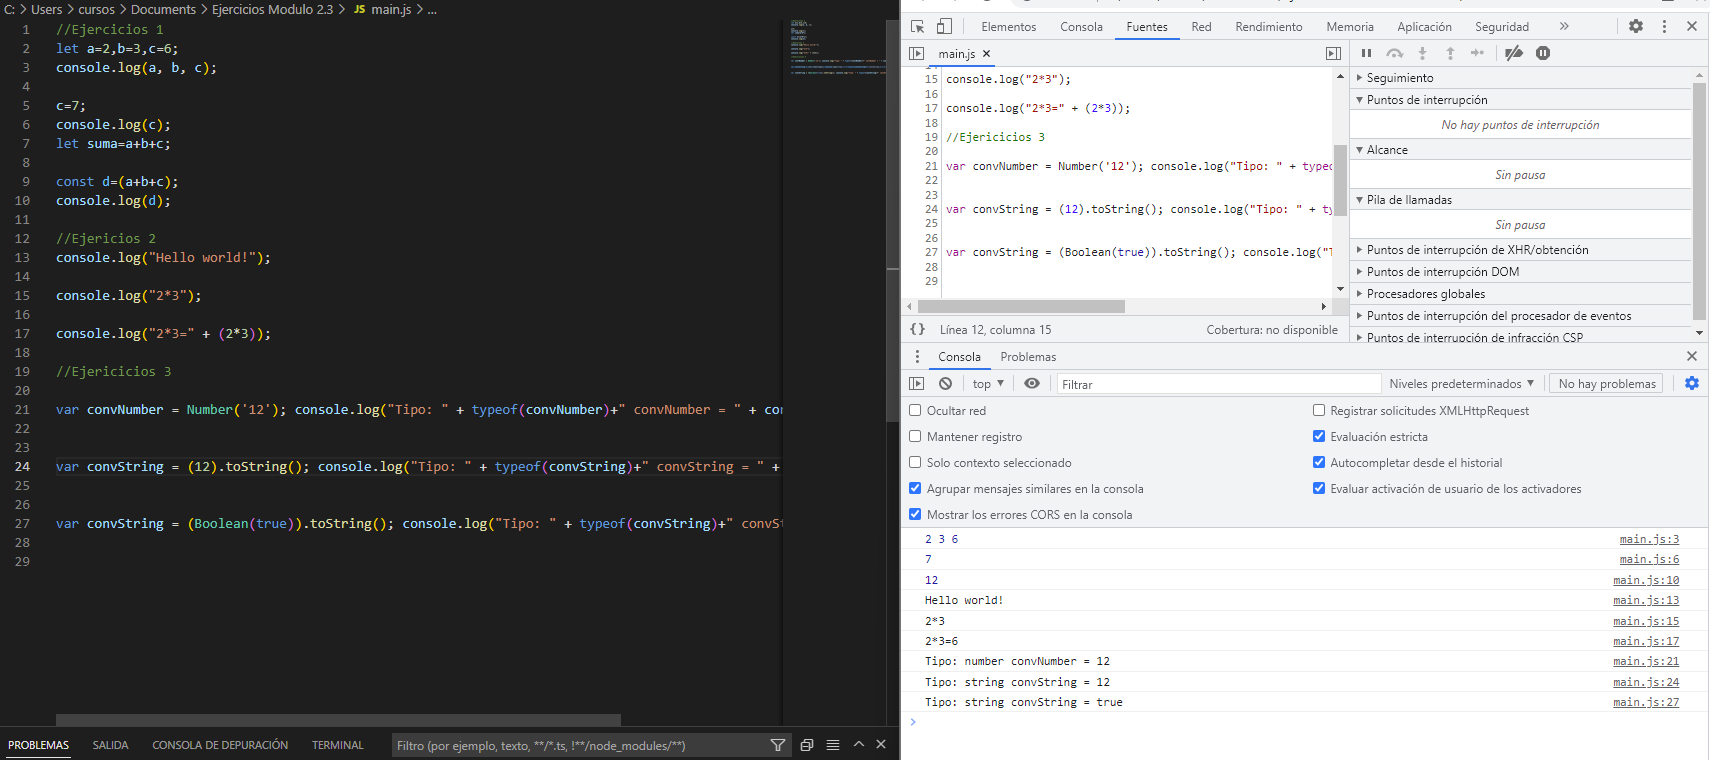 C: > Users > cursos > Documents > Ejercicios Modulo 2.3 > JS main.js > ...
1 //Ejericios 1
2 let a=2,b=3,c=6;
3 console.log(a, b, c);
4
5 c=7;
6 console.log(c);
7 let suma=a+b+c;
8
9 const d=(a+b+c);
10 console.log(d);
11
12 //Ejericios 2
13 console.log("Hello world!");
14
15 console.log("2*3");
16
17 console.log("2*3=" + (2*3));
18
19 //Ejericicios 3
20
21 var convNumber = Number('12'); console.log("Tipo: " + typeof(convNumber)+" convNumber = " + con
22
23
24 var convString = (12).toString(); console.log("Tipo: " + typeof(convString)+" convString = " +
25
26
27 var convString = (Boolean(true)).toString(); console.log("Tipo: " + typeof(convString)+" convSt
28
29
PROBLEMAS SALIDA CONSOLA DE DEPURACIÓN TERMINAL Filtro (por ejemplo, texto, **/*.ts, !**/node_modules/**)
Elementos Consola Fuentes Red Rendimiento Memoria Aplicación Seguridad »
main.js ×
15 console.log("2*3");
16
17 console.log("2*3=" + (2*3));
18
19 //Ejericicios 3
20
21 var convNumber = Number('12'); console.log("Tipo: " + typeo
22
23
24 var convString = (12).toString(); console.log("Tipo: " + ty
25
26
27 var convString = (Boolean(true)).toString(); console.log("T
28
29
{} Línea 12, columna 15 Cobertura: no disponible
Seguimiento
Puntos de interrupción
No hay puntos de interrupción
Alcance
Sin pausa
Pila de llamadas
Sin pausa
Puntos de interrupción de XHR/obtención
Puntos de interrupción DOM
Procesadores globales
Puntos de interrupción del procesador de eventos
Puntos de interrupción de infracción CSP
Consola Problemas
top Filtrar Niveles predeterminados No hay problemas
Ocultar red Registrar solicitudes XMLHttpRequest
Mantener registro Evaluación estricta
Solo contexto seleccionado Autocompletar desde el historial
Agrupar mensajes similares en la consola Evaluar activación de usuario de los activadores
Mostrar los errores CORS en la consola
2 3 6 main.js:3
7 main.js:6
12 main.js:10
Hello world! main.js:13
2*3 main.js:15
2*3=6 main.js:17
Tipo: number convNumber = 12 main.js:21
Tipo: string convString = 12 main.js:24
Tipo: string convString = true main.js:27
>